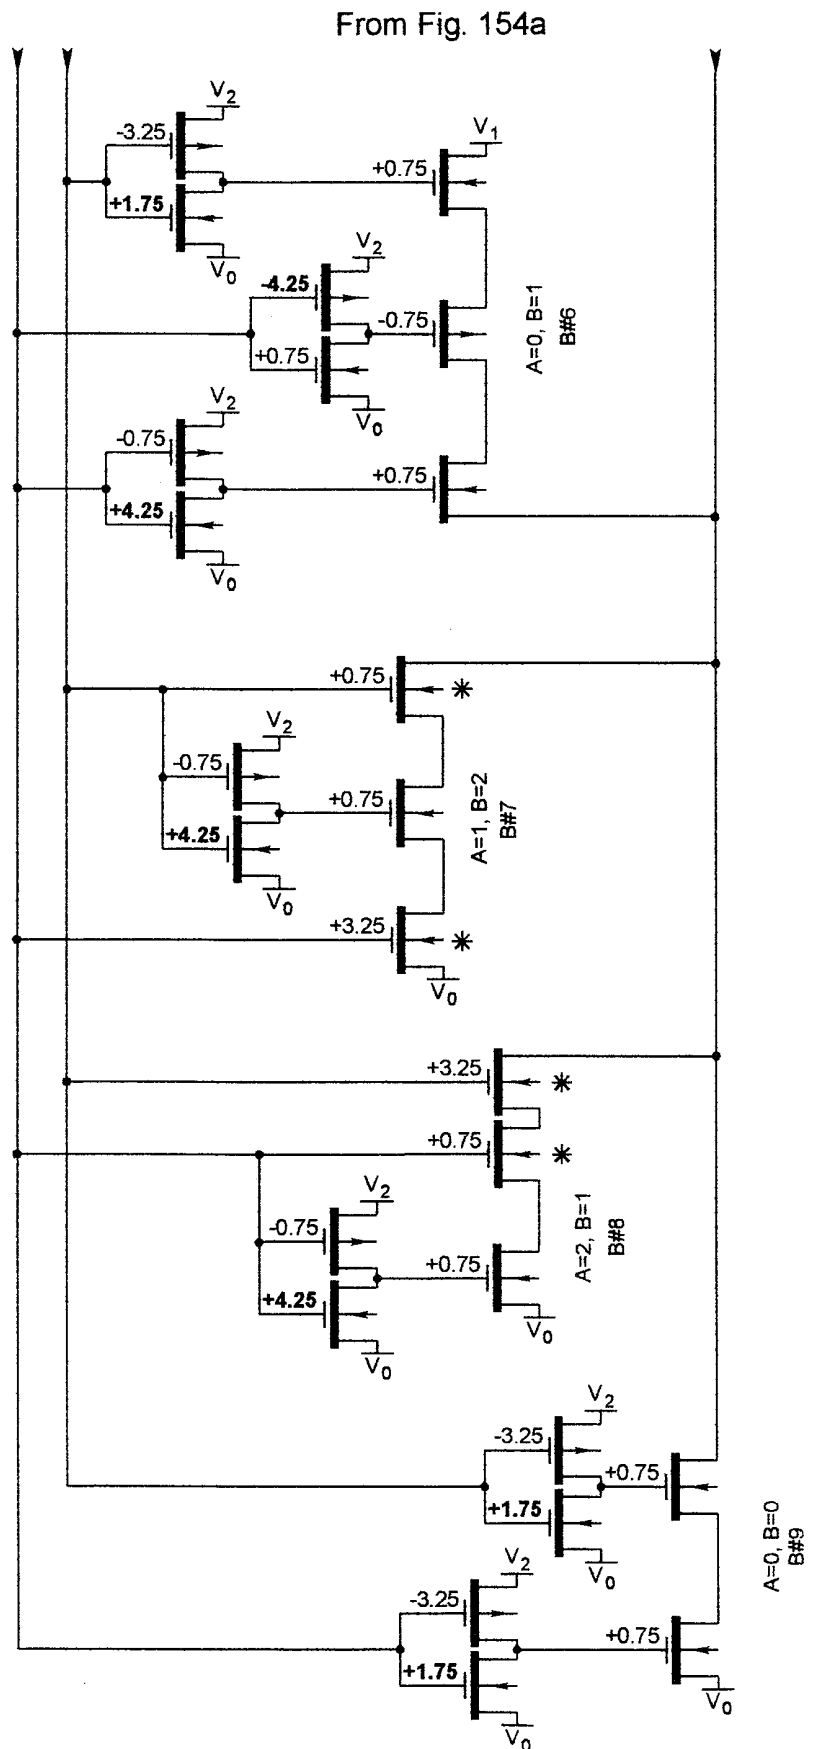 From Fig. 154a
V2
-3.25
V1
+0.75
+1.75
V0
V2
-4.25
-0.75
+0.75
V0
A=0, B=1
B#6
V2
-0.75
+0.75
+4.25
V0
+0.75
*
V2
-0.75
+0.75
+4.25
V0
A=1, B=2
B#7
+3.25
*
V0
+3.25
*
+0.75
*
V2
-0.75
+0.75
+4.25
V0
V0
A=2, B=1
B#8
V2
-3.25
+0.75
+1.75
V0
A=0, B=0
B#9
V2
-3.25
+0.75
+1.75
V0
V0